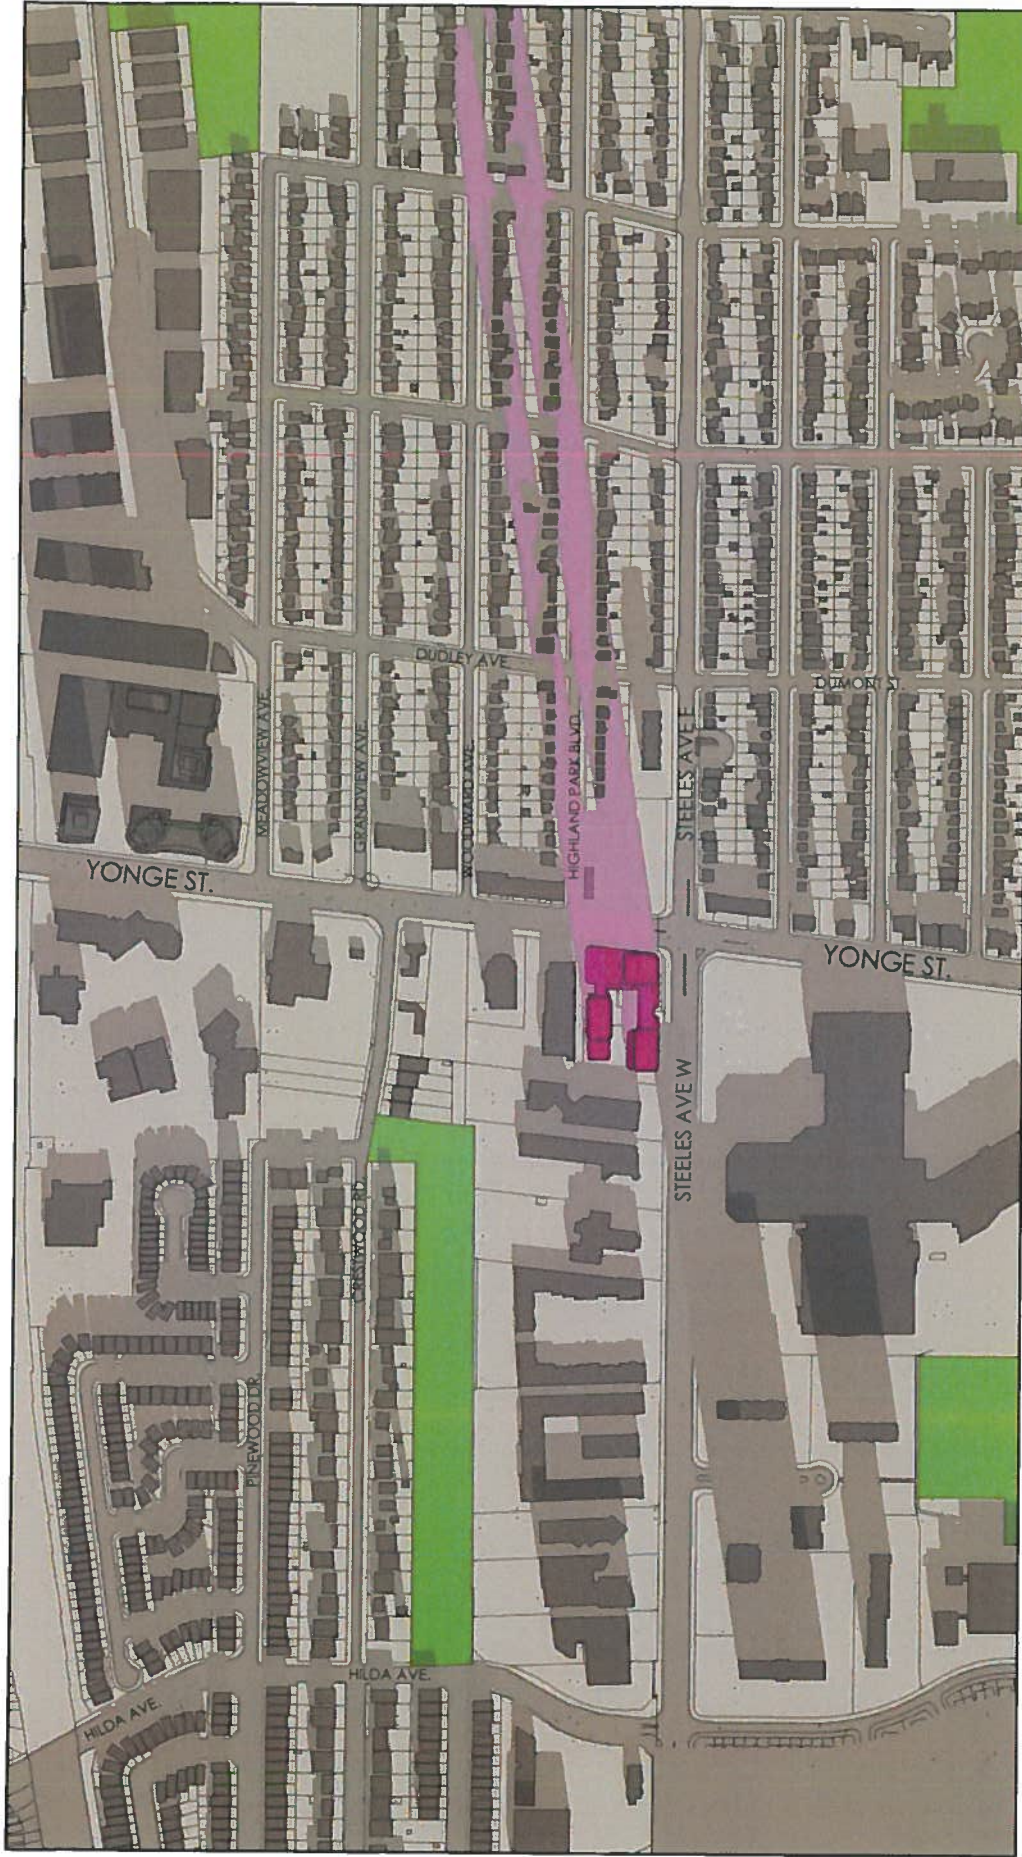 DUDLEY AVE.
DUMONT ST.
MEADOWVIEW AVE.
GRANDVIEW AVE.
WOODWARD AVE.
HIGHLAND PARK BLVD.
STEELES AVE E
YONGE ST.
YONGE ST.
STEELES AVE W
CRESTWOOD RD.
PINEWOOD DR.
HILDA AVE.
HILDA AVE.